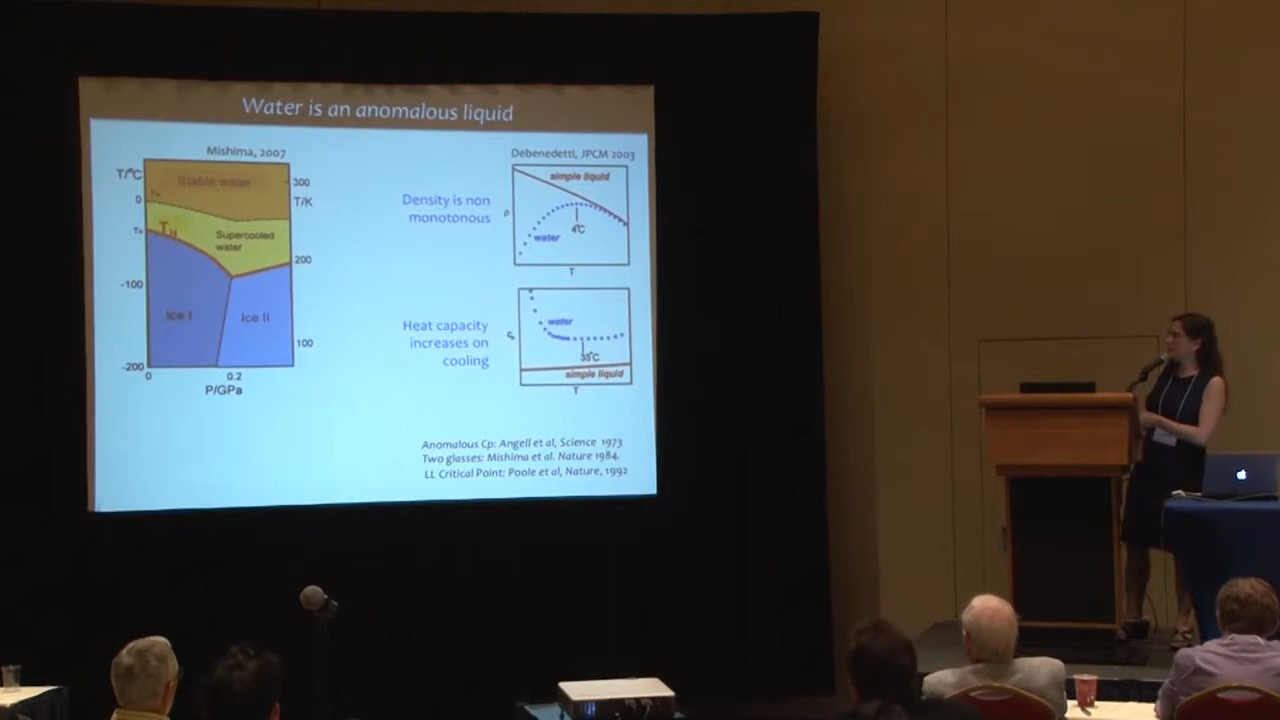 Water is an anomalous liquid
Mishima, 2007
T/°C
Stable water
300
T/K
0
TH
Supercooled
water
200
-100
Ice I
Ice II
100
-200
0
0.2
P/GPa
Debenedetti, JPCM 2003
Density is non
monotonous
simple liquid
ρ
4°C
water
T
Heat capacity
increases on
cooling
water
35°C
simple liquid
T
Anomalous Cp: Angell et al, Science 1973
Two glasses: Mishima et al. Nature 1984.
LL Critical Point: Poole et al, Nature, 1992